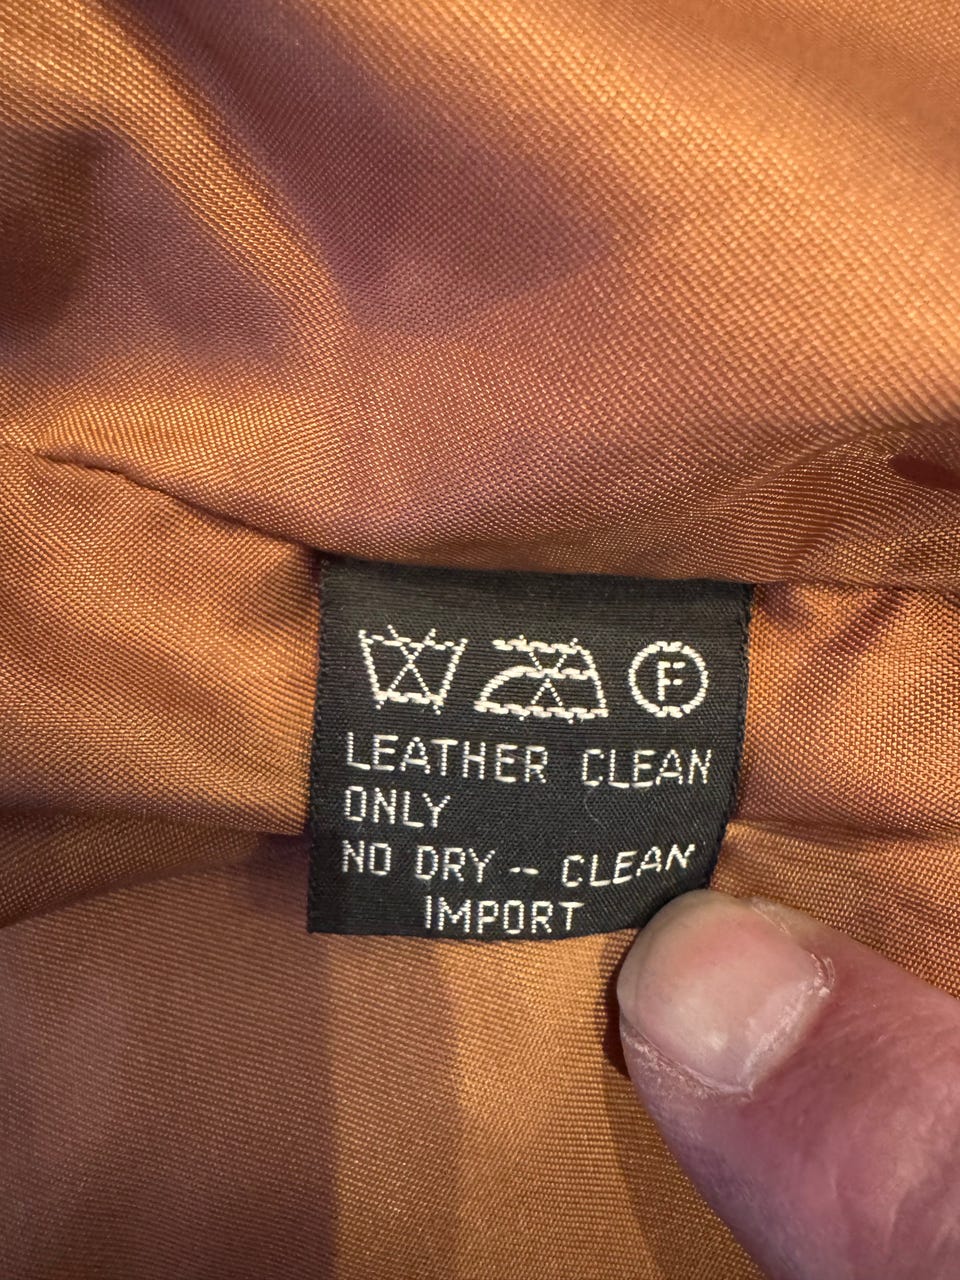 F
LEATHER CLEAN
ONLY
NO DRY -- CLEAN
IMPORT